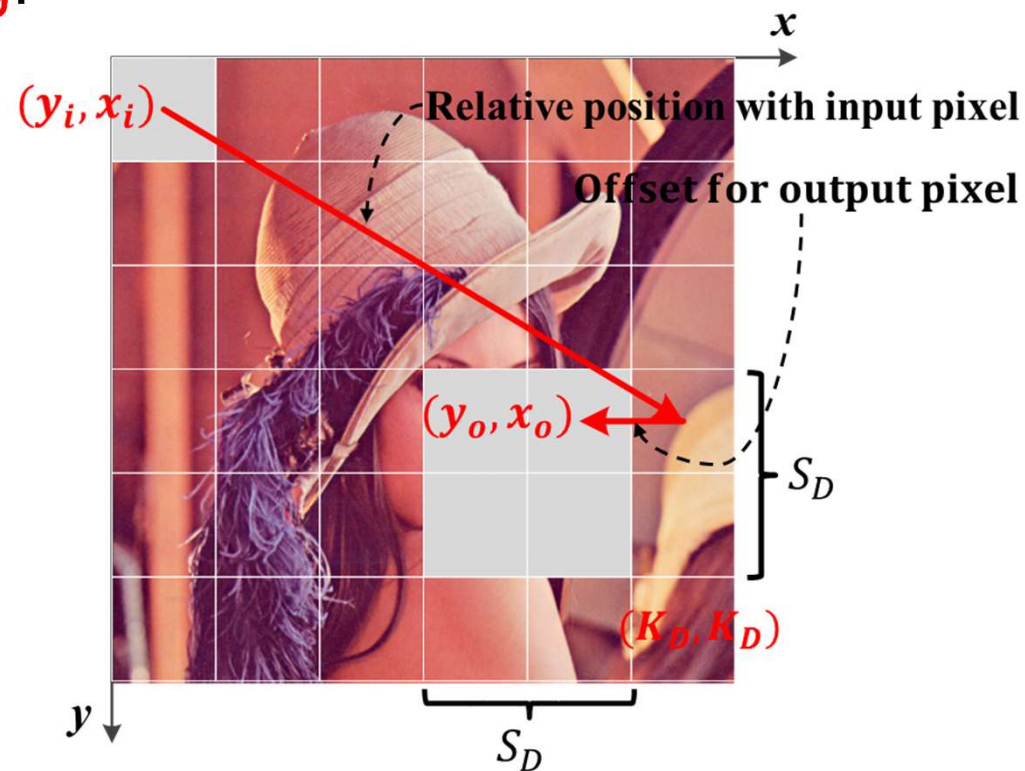 x
(y_i, x_i)
Relative position with input pixel
Offset for output pixel
(y_o, x_o)
S_D
(K_D, K_D)
y
S_D